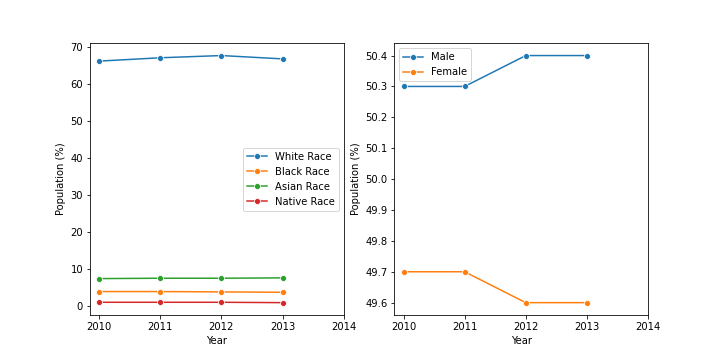 70
60
50
40
30
20
10
0
Population (%)
2010 2011 2012 2013 2014
Year
White Race
Black Race
Asian Race
Native Race
50.4
50.3
50.2
50.1
50.0
49.9
49.8
49.7
49.6
Population (%)
2010 2011 2012 2013 2014
Year
Male
Female